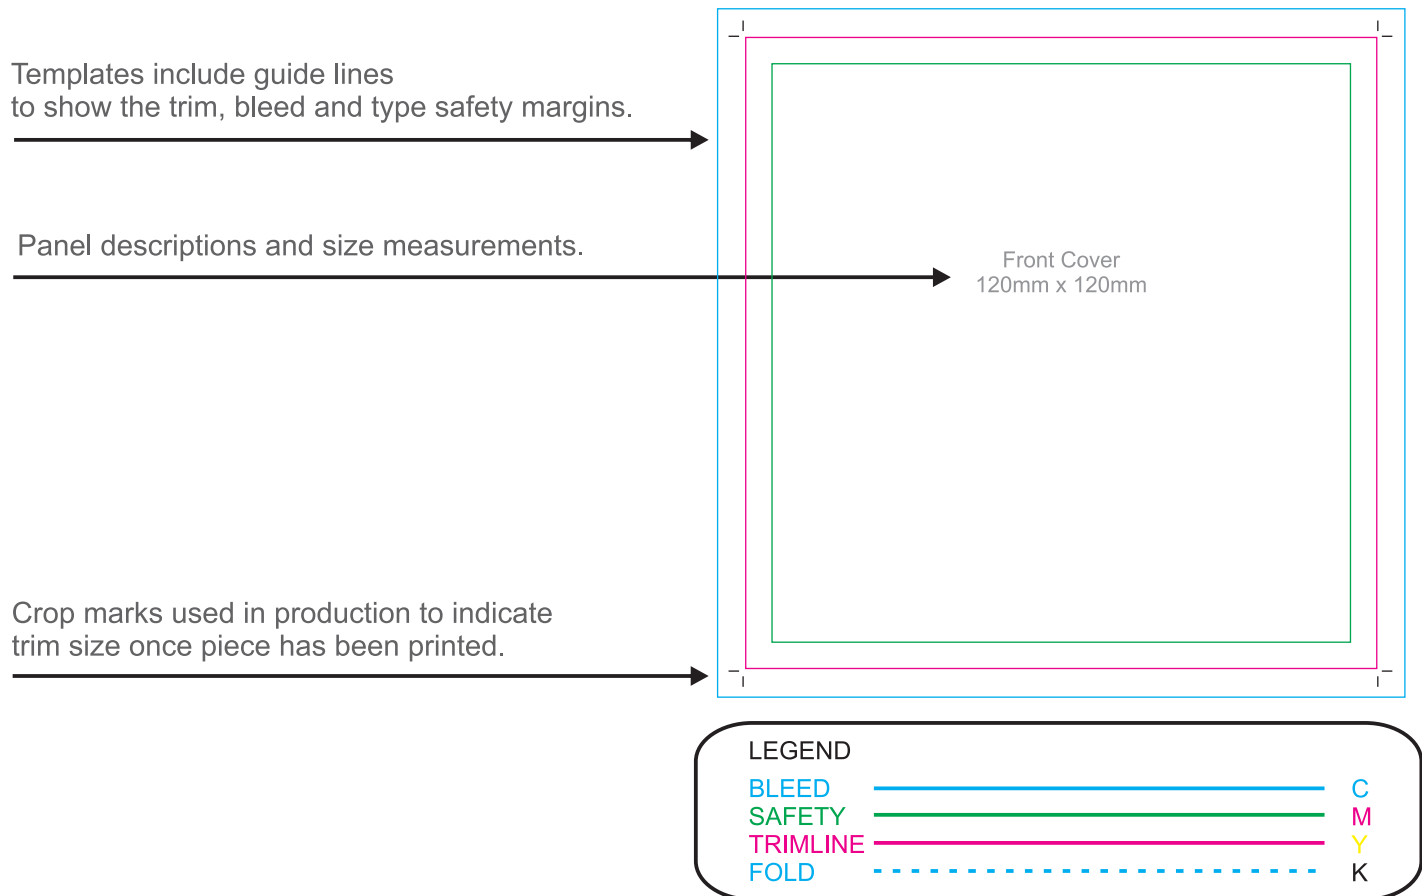 Templates include guide lines
to show the trim, bleed and type safety margins.
Panel descriptions and size measurements.
Front Cover
120mm x 120mm
Crop marks used in production to indicate
trim size once piece has been printed.
LEGEND
BLEED C
SAFETY M
TRIMLINE Y
FOLD K